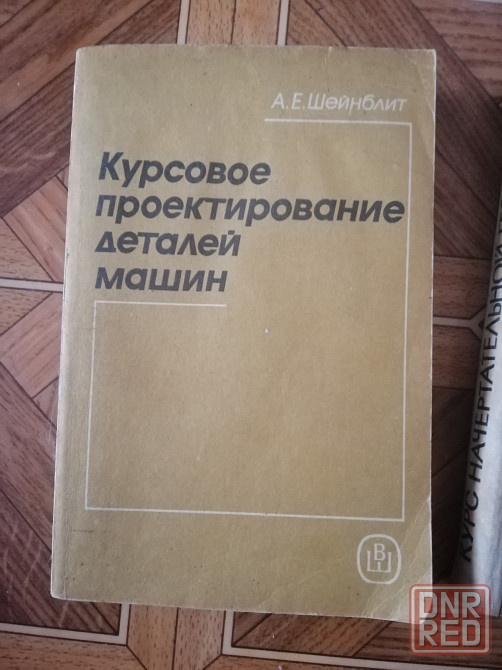 А.Е.Шейнблит
Курсовое
проектирование
деталей
машин
ВШ
КУРС НАЧЕРТАТЕЛЬНОЙ
DNR
RED